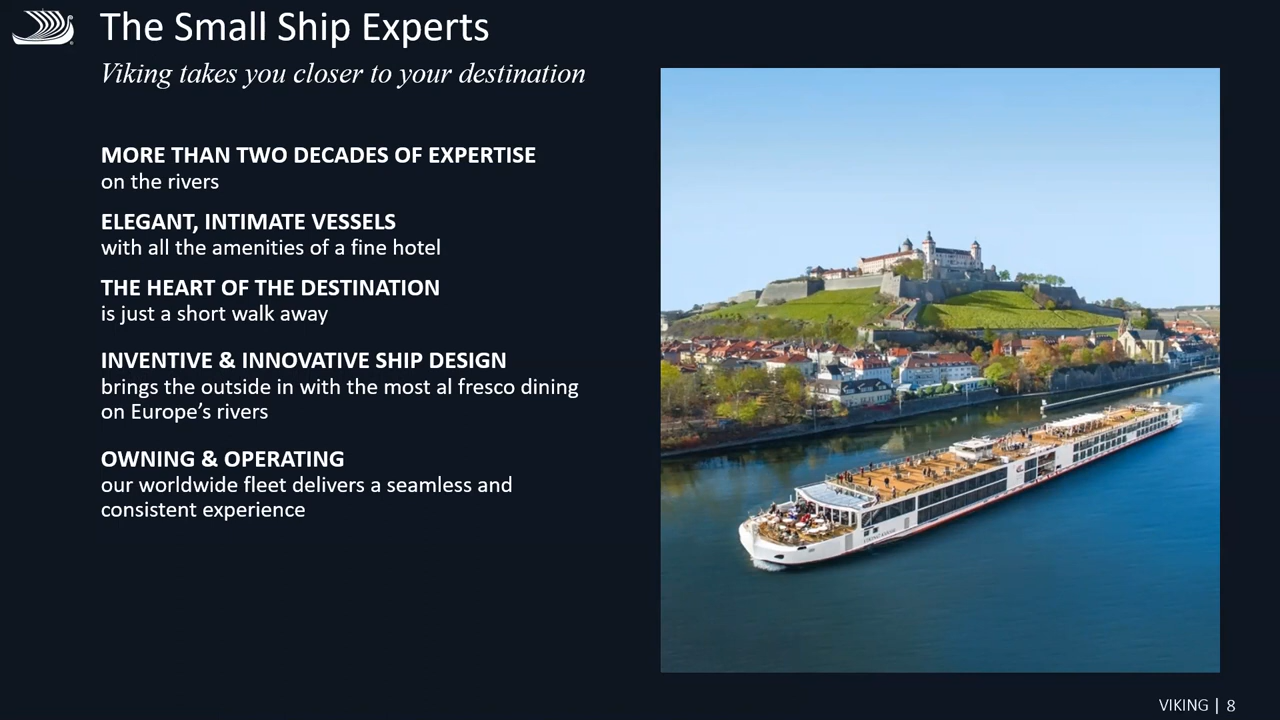 The Small Ship Experts
Viking takes you closer to your destination
MORE THAN TWO DECADES OF EXPERTISE
on the rivers
ELEGANT, INTIMATE VESSELS
with all the amenities of a fine hotel
THE HEART OF THE DESTINATION
is just a short walk away
INVENTIVE & INNOVATIVE SHIP DESIGN
brings the outside in with the most al fresco dining
on Europe’s rivers
OWNING & OPERATING
our worldwide fleet delivers a seamless and
consistent experience
VIKING | 8